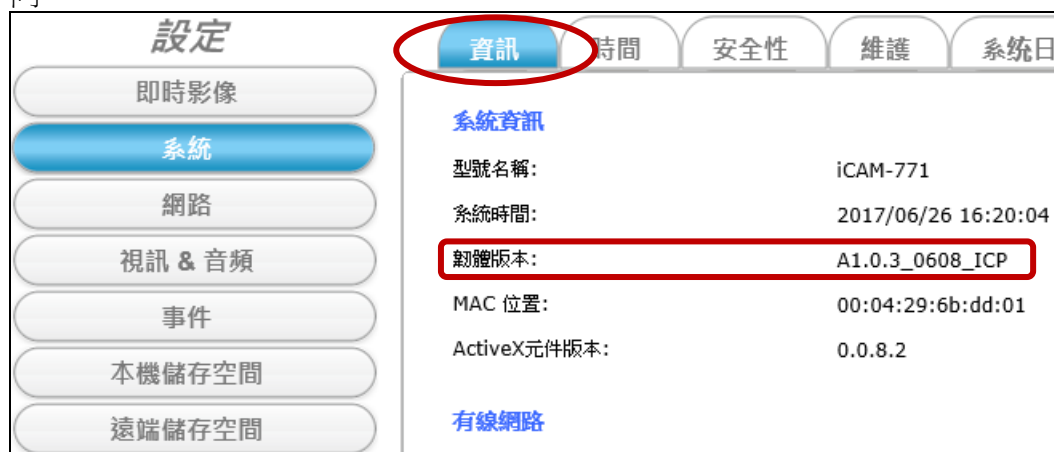 設定
即時影像
系統
網路
視訊 & 音頻
事件
本機儲存空間
遠端儲存空間
資訊 時間 安全性 維護 系統日
系統資訊
型號名稱: iCAM-771
系統時間: 2017/06/26 16:20:04
韌體版本: A1.0.3_0608_ICP
MAC 位置: 00:04:29:6b:dd:01
ActiveX元件版本: 0.0.8.2
有線網路